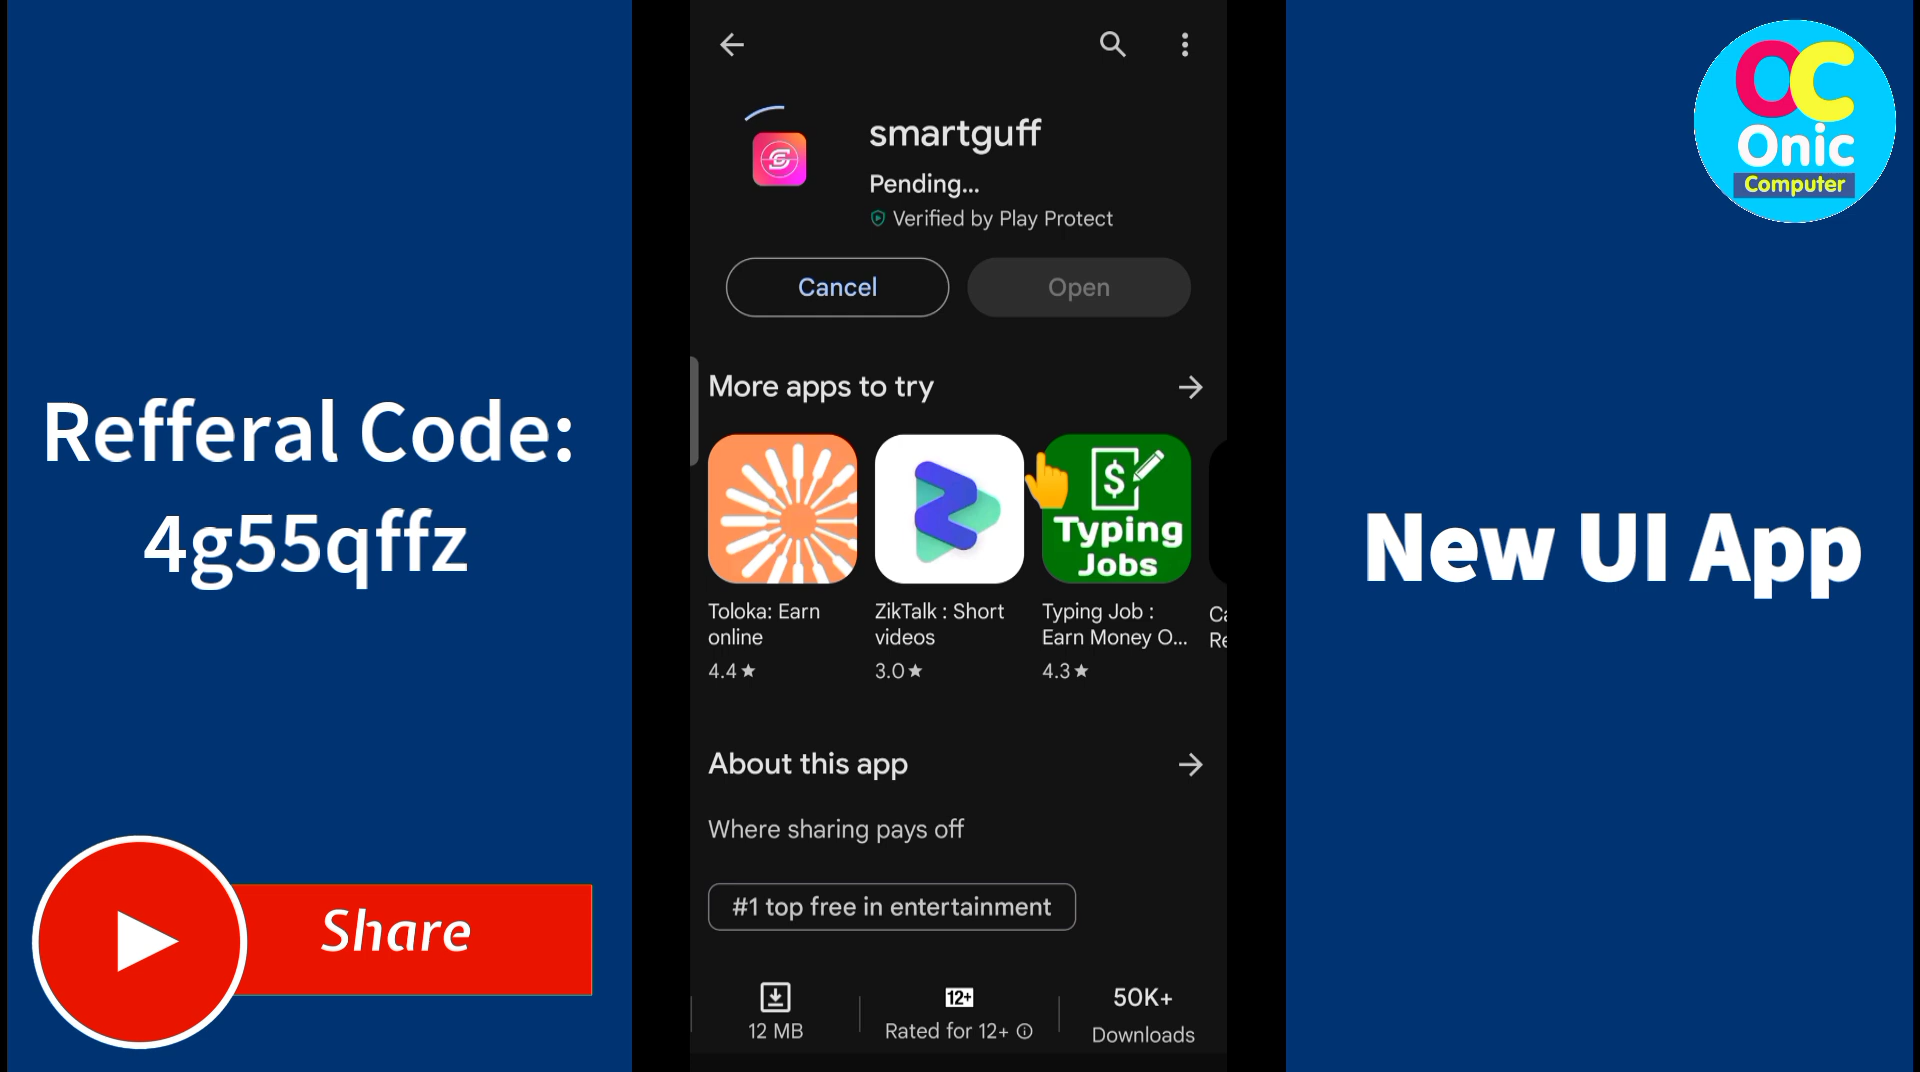 Refferal Code:
4g55qffz
Share
smartguff
Pending...
Verified by Play Protect
Cancel
Open
More apps to try
$
Typing
Jobs
Toloka: Earn
online
4.4★
ZikTalk : Short
videos
3.0★
Typing Job :
Earn Money O...
4.3★
Ca
Re
About this app
Where sharing pays off
#1 top free in entertainment
12 MB
12+
Rated for 12+
50K+
Downloads
OC
Onic
Computer
New UI App